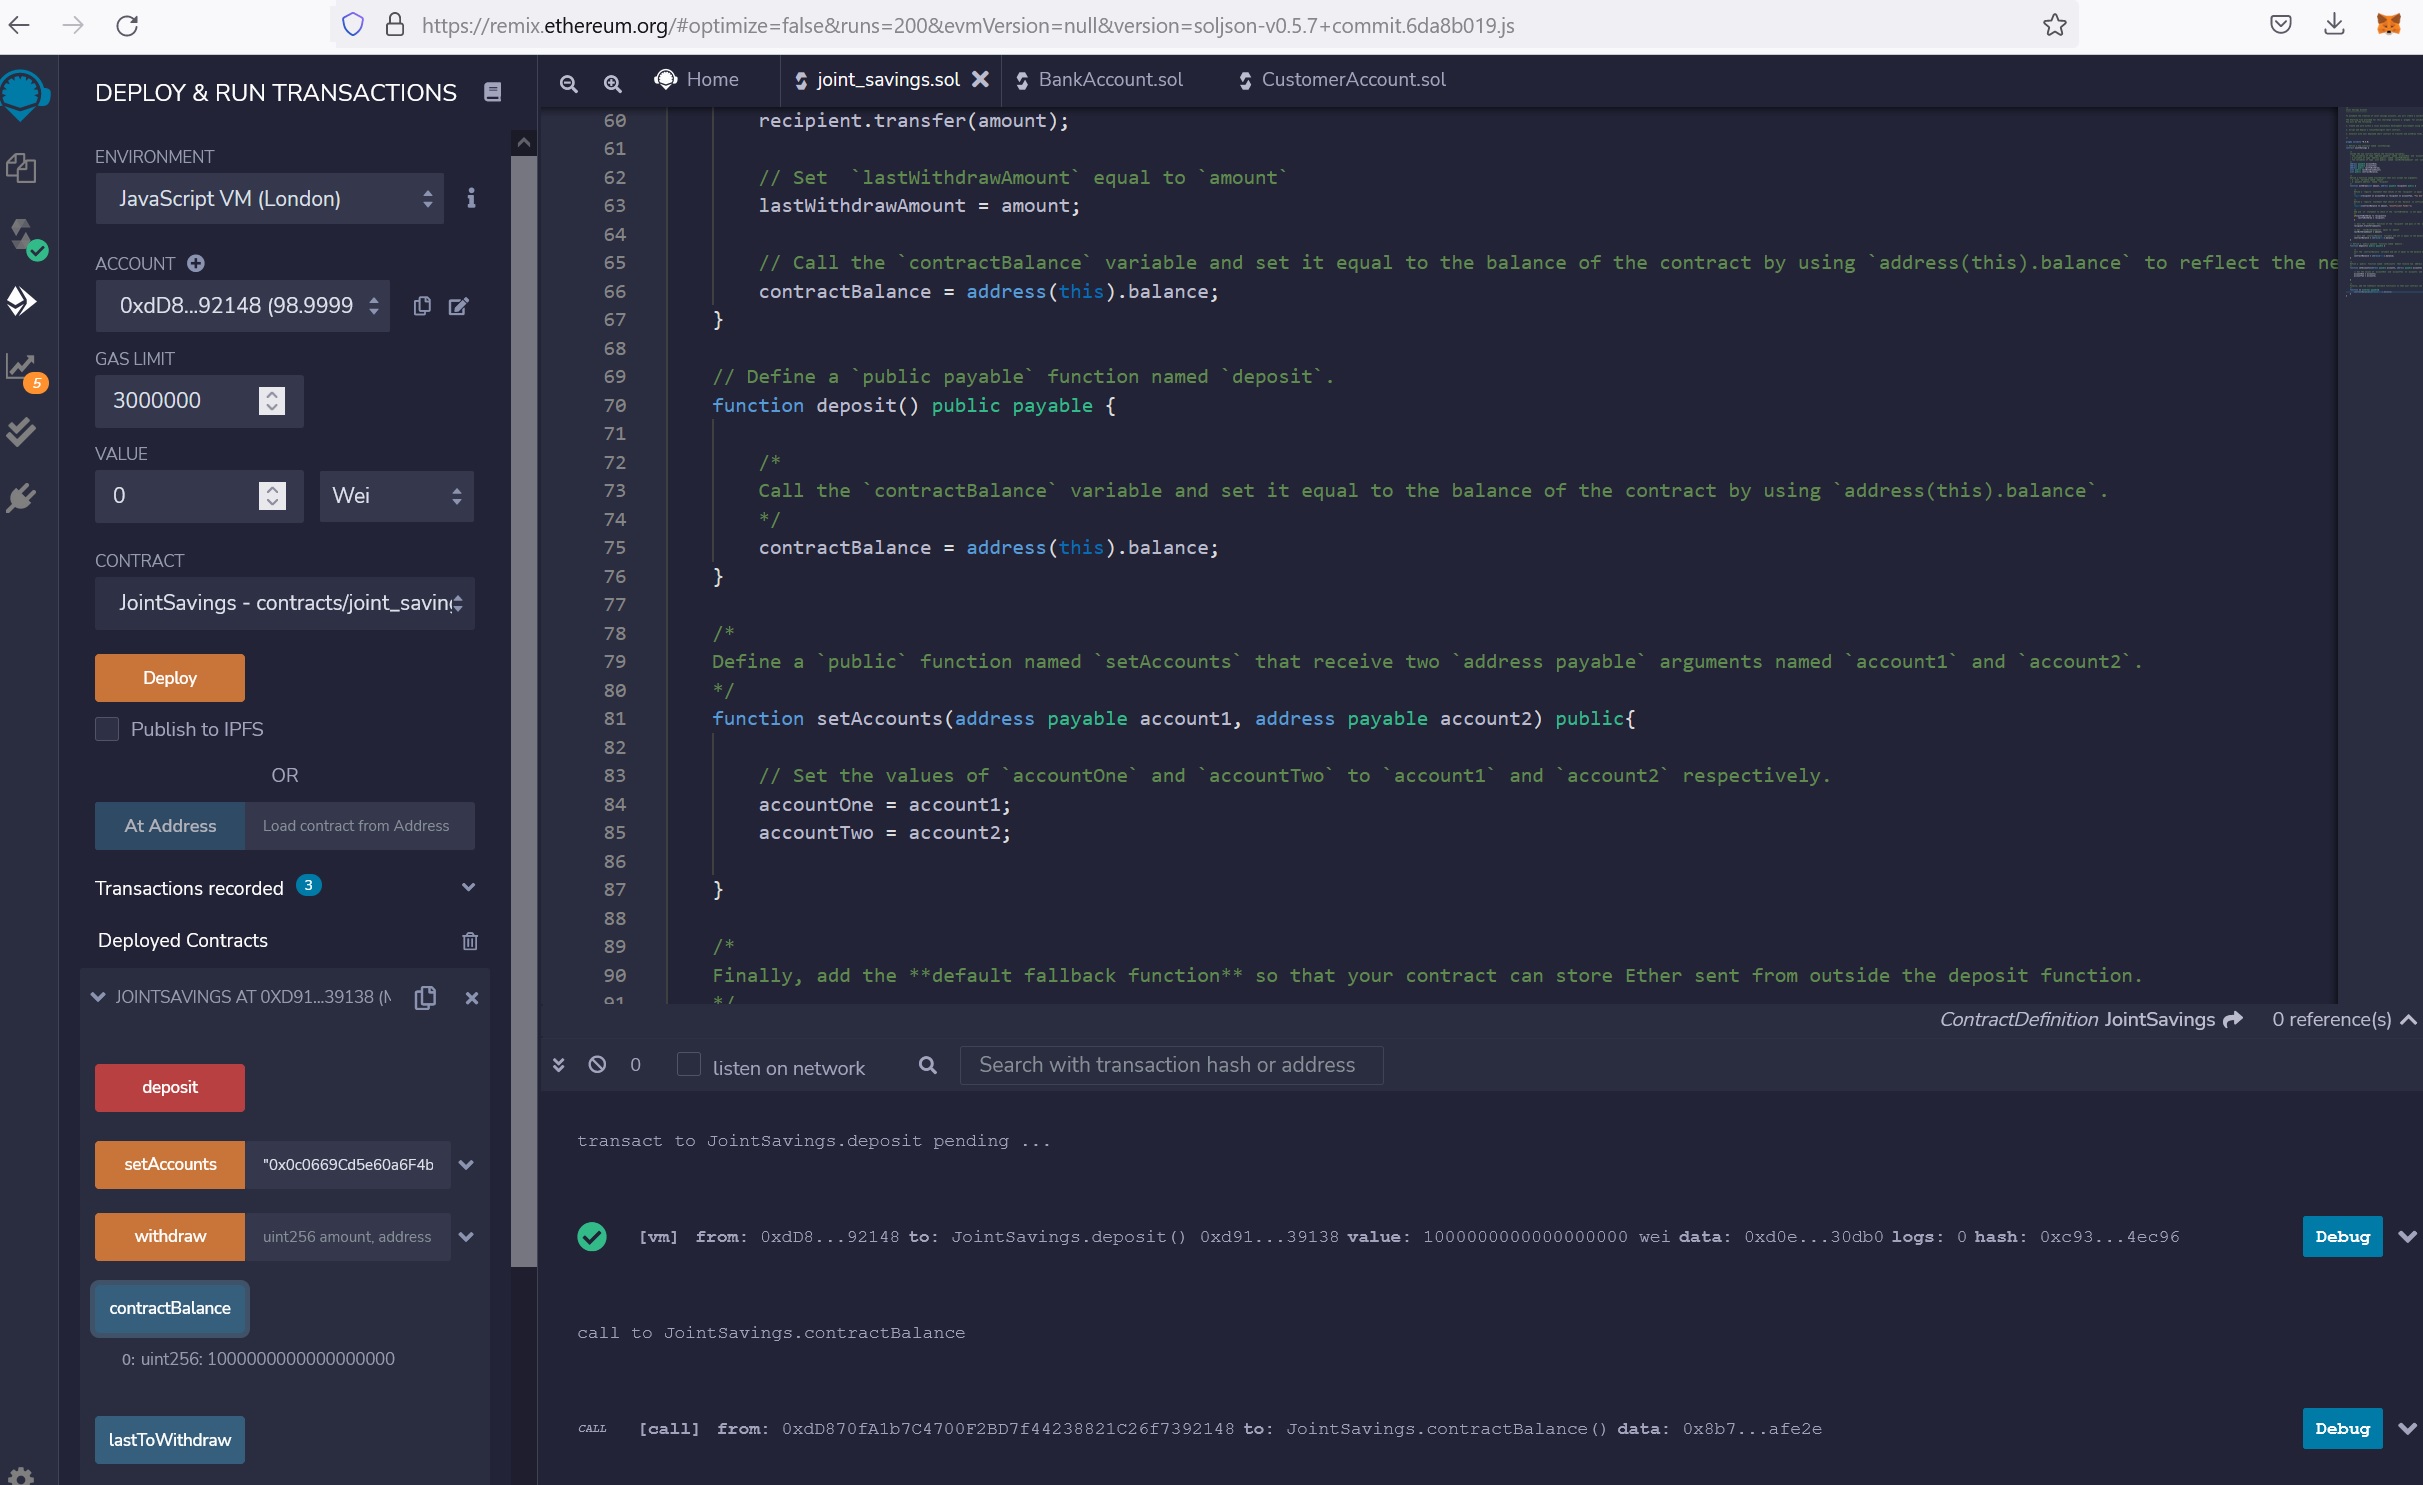 https://remix.ethereum.org/#optimize=false&runs=200&evmVersion=null&version=soljson-v0.5.7+commit.6da8b019.js
DEPLOY & RUN TRANSACTIONS
ENVIRONMENT
JavaScript VM (London)
ACCOUNT
0xdD8...92148 (98.9999
GAS LIMIT
3000000
VALUE
0
Wei
CONTRACT
JointSavings - contracts/joint_saving
Deploy
Publish to IPFS
OR
At Address
Load contract from Address
Transactions recorded 3
Deployed Contracts
JOINTSAVINGS AT 0XD91...39138 (M
deposit
setAccounts
"0x0c0669Cd5e60a6F4b
withdraw
uint256 amount, address
contractBalance
0: uint256: 1000000000000000000
lastToWithdraw
5
Home
joint_savings.sol
BankAccount.sol
CustomerAccount.sol
60 recipient.transfer(amount);
61
62 // Set  `lastWithdrawAmount` equal to `amount`
63 lastWithdrawAmount = amount;
64
65 // Call the `contractBalance` variable and set it equal to the balance of the contract by using `address(this).balance` to reflect the ne
66 contractBalance = address(this).balance;
67 }
68
69 // Define a `public payable` function named `deposit`.
70 function deposit() public payable {
71
72 /*
73 Call the `contractBalance` variable and set it equal to the balance of the contract by using `address(this).balance`.
74 */
75 contractBalance = address(this).balance;
76 }
77
78 /*
79 Define a `public` function named `setAccounts` that receive two `address payable` arguments named `account1` and `account2`.
80 */
81 function setAccounts(address payable account1, address payable account2) public{
82
83 // Set the values of `accountOne` and `accountTwo` to `account1` and `account2` respectively.
84 accountOne = account1;
85 accountTwo = account2;
86
87 }
88
89 /*
90 Finally, add the **default fallback function** so that your contract can store Ether sent from outside the deposit function.
91 */
ContractDefinition JointSavings 0 reference(s)
0
listen on network
Search with transaction hash or address
transact to JointSavings.deposit pending ...
[vm] from: 0xdD8...92148 to: JointSavings.deposit() 0xd91...39138 value: 1000000000000000000 wei data: 0xd0e...30db0 logs: 0 hash: 0xc93...4ec96
Debug
call to JointSavings.contractBalance
CALL [call] from: 0xdD870fA1b7C4700F2BD7f44238821C26f7392148 to: JointSavings.contractBalance() data: 0x8b7...afe2e
Debug